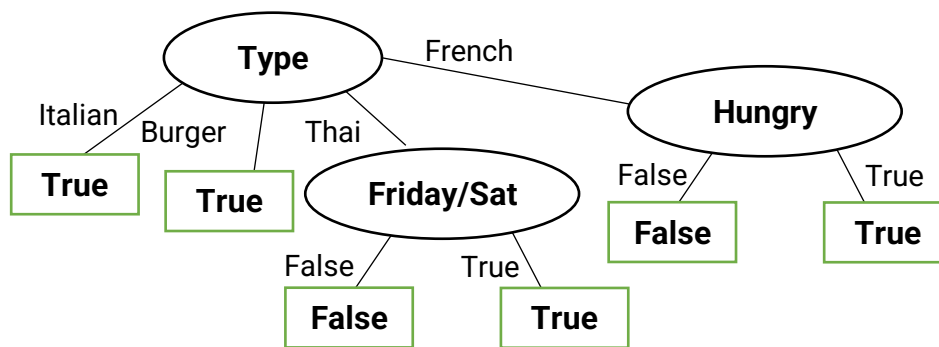 Type
French
Italian
Burger
Thai
Hungry
True
True
Friday/Sat
False
True
False
True
False
True
False
True